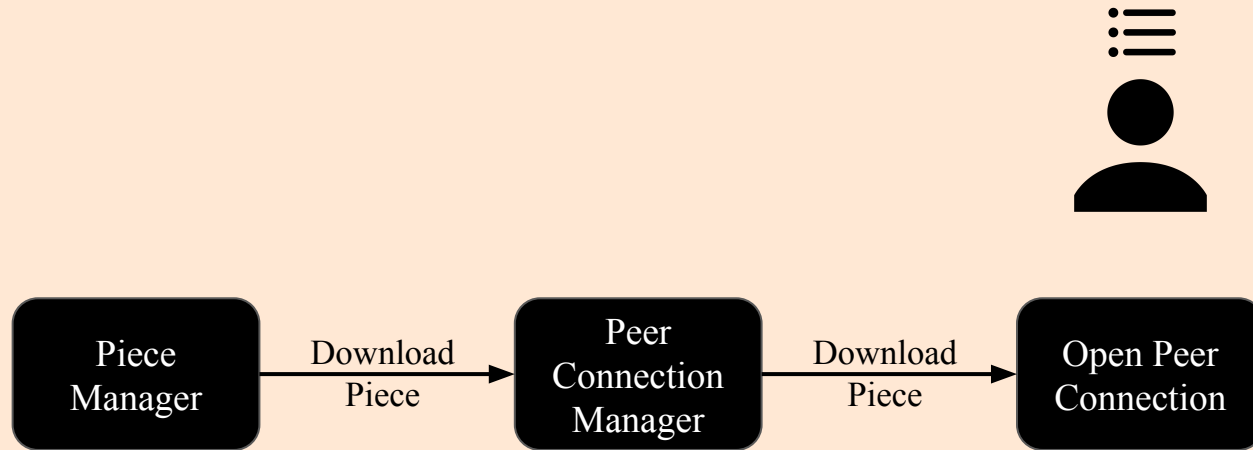 Piece
Manager
Download
Piece
Peer
Connection
Manager
Download
Piece
Open Peer
Connection